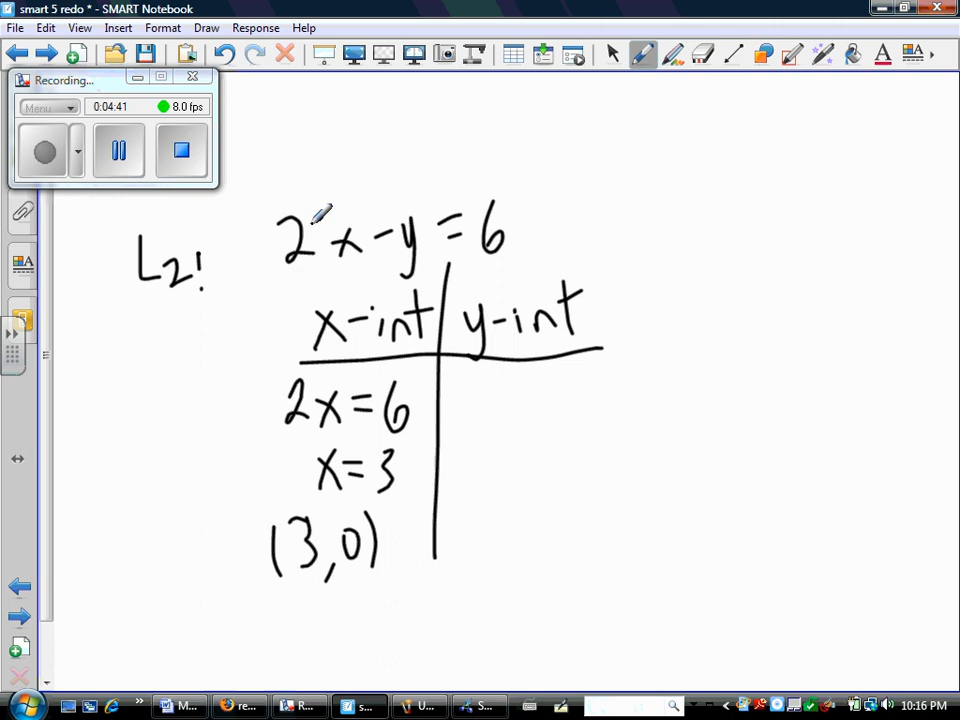 smart 5 redo * - SMART Notebook
File Edit View Insert Format Draw Response Help
Recording...
Menu 0:04:41 8.0 fps
L2! 2x-y=6
x-int y-int
2x=6
x=3
(3,0)
M... re... R... s... U... S... 10:16 PM